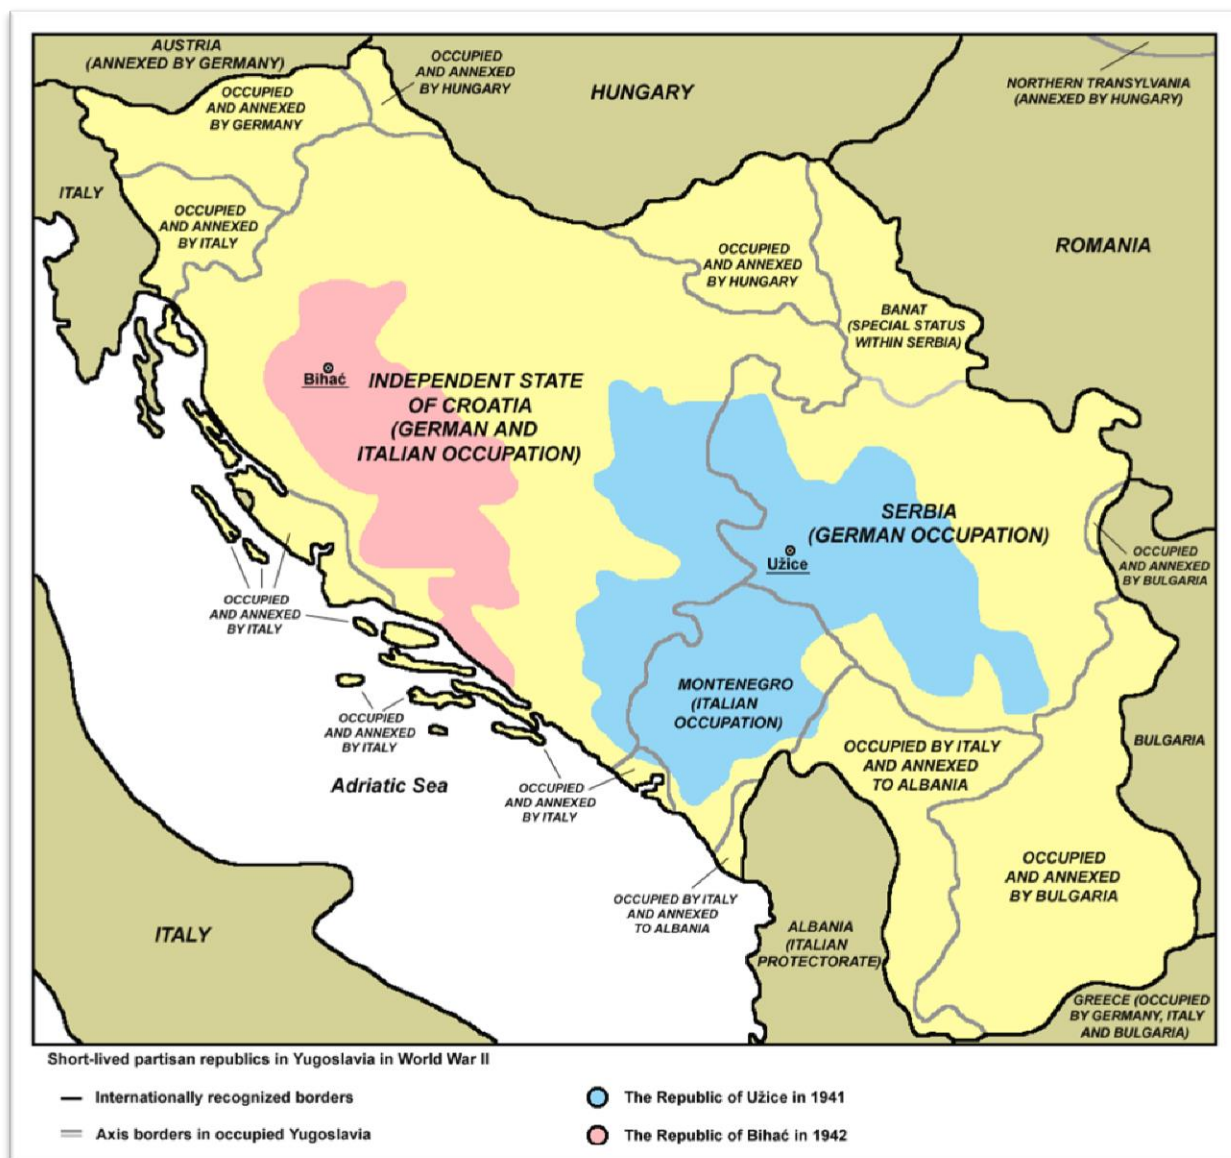 AUSTRIA
(ANNEXED BY GERMANY)
OCCUPIED
AND ANNEXED
BY HUNGARY
OCCUPIED
AND ANNEXED
BY GERMANY
HUNGARY
NORTHERN TRANSYLVANIA
(ANNEXED BY HUNGARY)
ITALY
OCCUPIED
AND ANNEXED
BY ITALY
OCCUPIED
AND ANNEXED
BY HUNGARY
ROMANIA
BANAT
(SPECIAL STATUS
WITHIN SERBIA)
Bihać
INDEPENDENT STATE
OF CROATIA
(GERMAN AND
ITALIAN OCCUPATION)
SERBIA
(GERMAN OCCUPATION)
Užice
OCCUPIED
AND ANNEXED
BY BULGARIA
OCCUPIED
AND ANNEXED
BY ITALY
MONTENEGRO
(ITALIAN
OCCUPATION)
OCCUPIED
AND ANNEXED
BY ITALY
OCCUPIED BY ITALY
AND ANNEXED
TO ALBANIA
BULGARIA
Adriatic Sea
OCCUPIED
AND ANNEXED
BY ITALY
OCCUPIED
AND ANNEXED
BY BULGARIA
OCCUPIED BY ITALY
AND ANNEXED
TO ALBANIA
ITALY
ALBANIA
(ITALIAN
PROTECTORATE)
GREECE (OCCUPIED
BY GERMANY, ITALY
AND BULGARIA)
Short-lived partisan republics in Yugoslavia in World War II
Internationally recognized borders
The Republic of Užice in 1941
Axis borders in occupied Yugoslavia
The Republic of Bihać in 1942